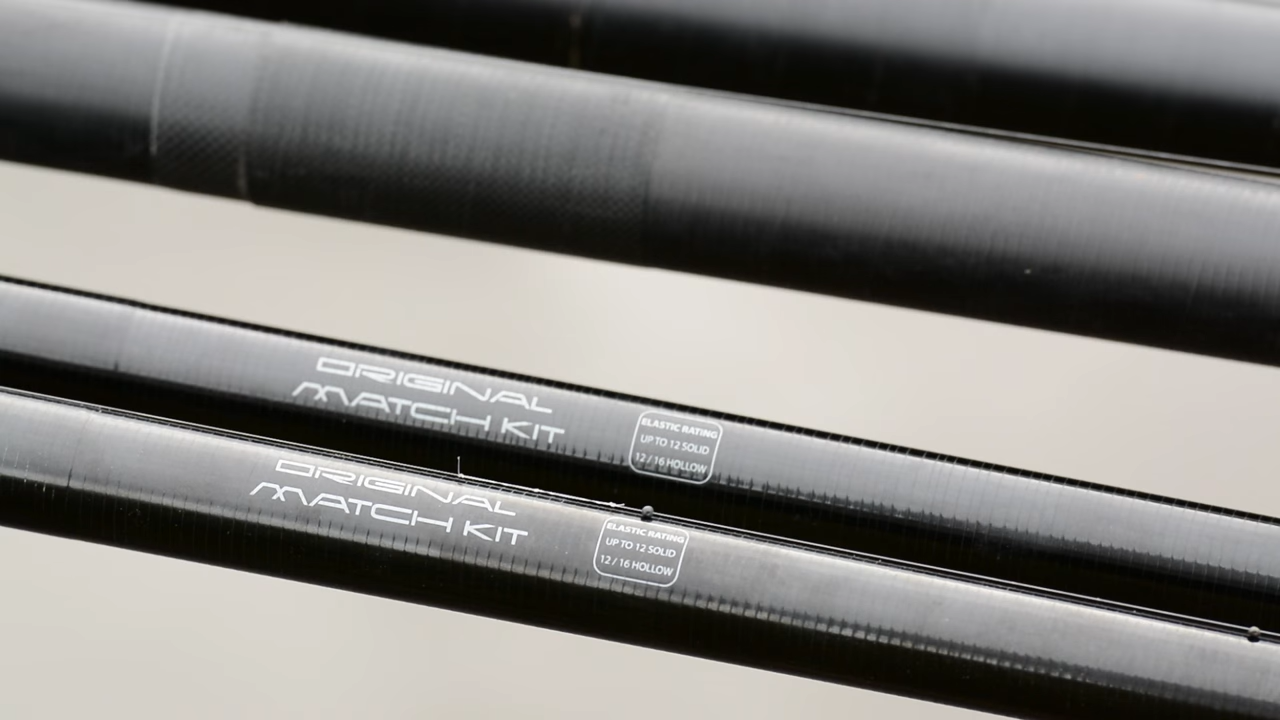 ORIGINAL
MATCH KIT
ELASTIC RATING
UP TO 12 SOLID
12 / 16 HOLLOW
ORIGINAL
MATCH KIT
ELASTIC RATING
UP TO 12 SOLID
12 / 16 HOLLOW